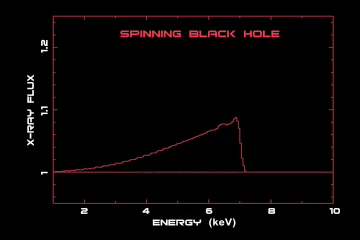 SPINNING BLACK HOLE
1.2
1.1
1
X-RAY FLUX
2 4 6 8 10
ENERGY (keV)